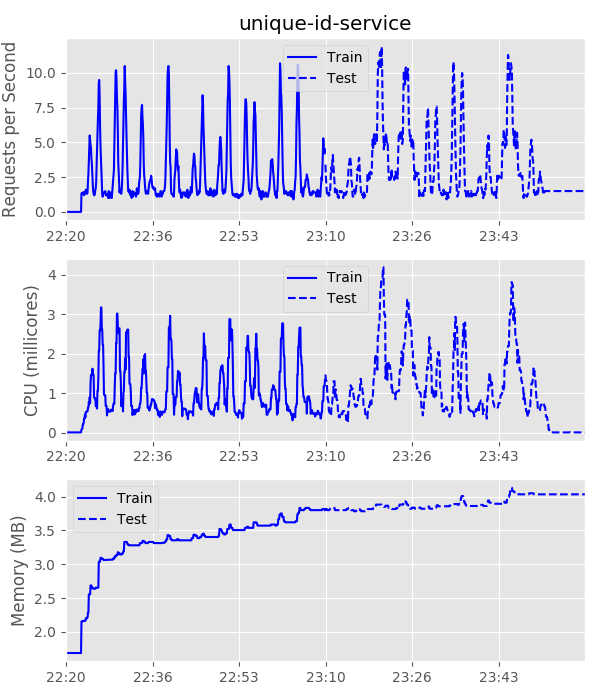 unique-id-service
Requests per Second
10.0
7.5
5.0
2.5
0.0
Train
Test
22:20 22:36 22:53 23:10 23:26 23:43
CPU (millicores)
4
3
2
1
0
Train
Test
22:20 22:36 22:53 23:10 23:26 23:43
Memory (MB)
4.0
3.5
3.0
2.5
2.0
Train
Test
22:20 22:36 22:53 23:10 23:26 23:43